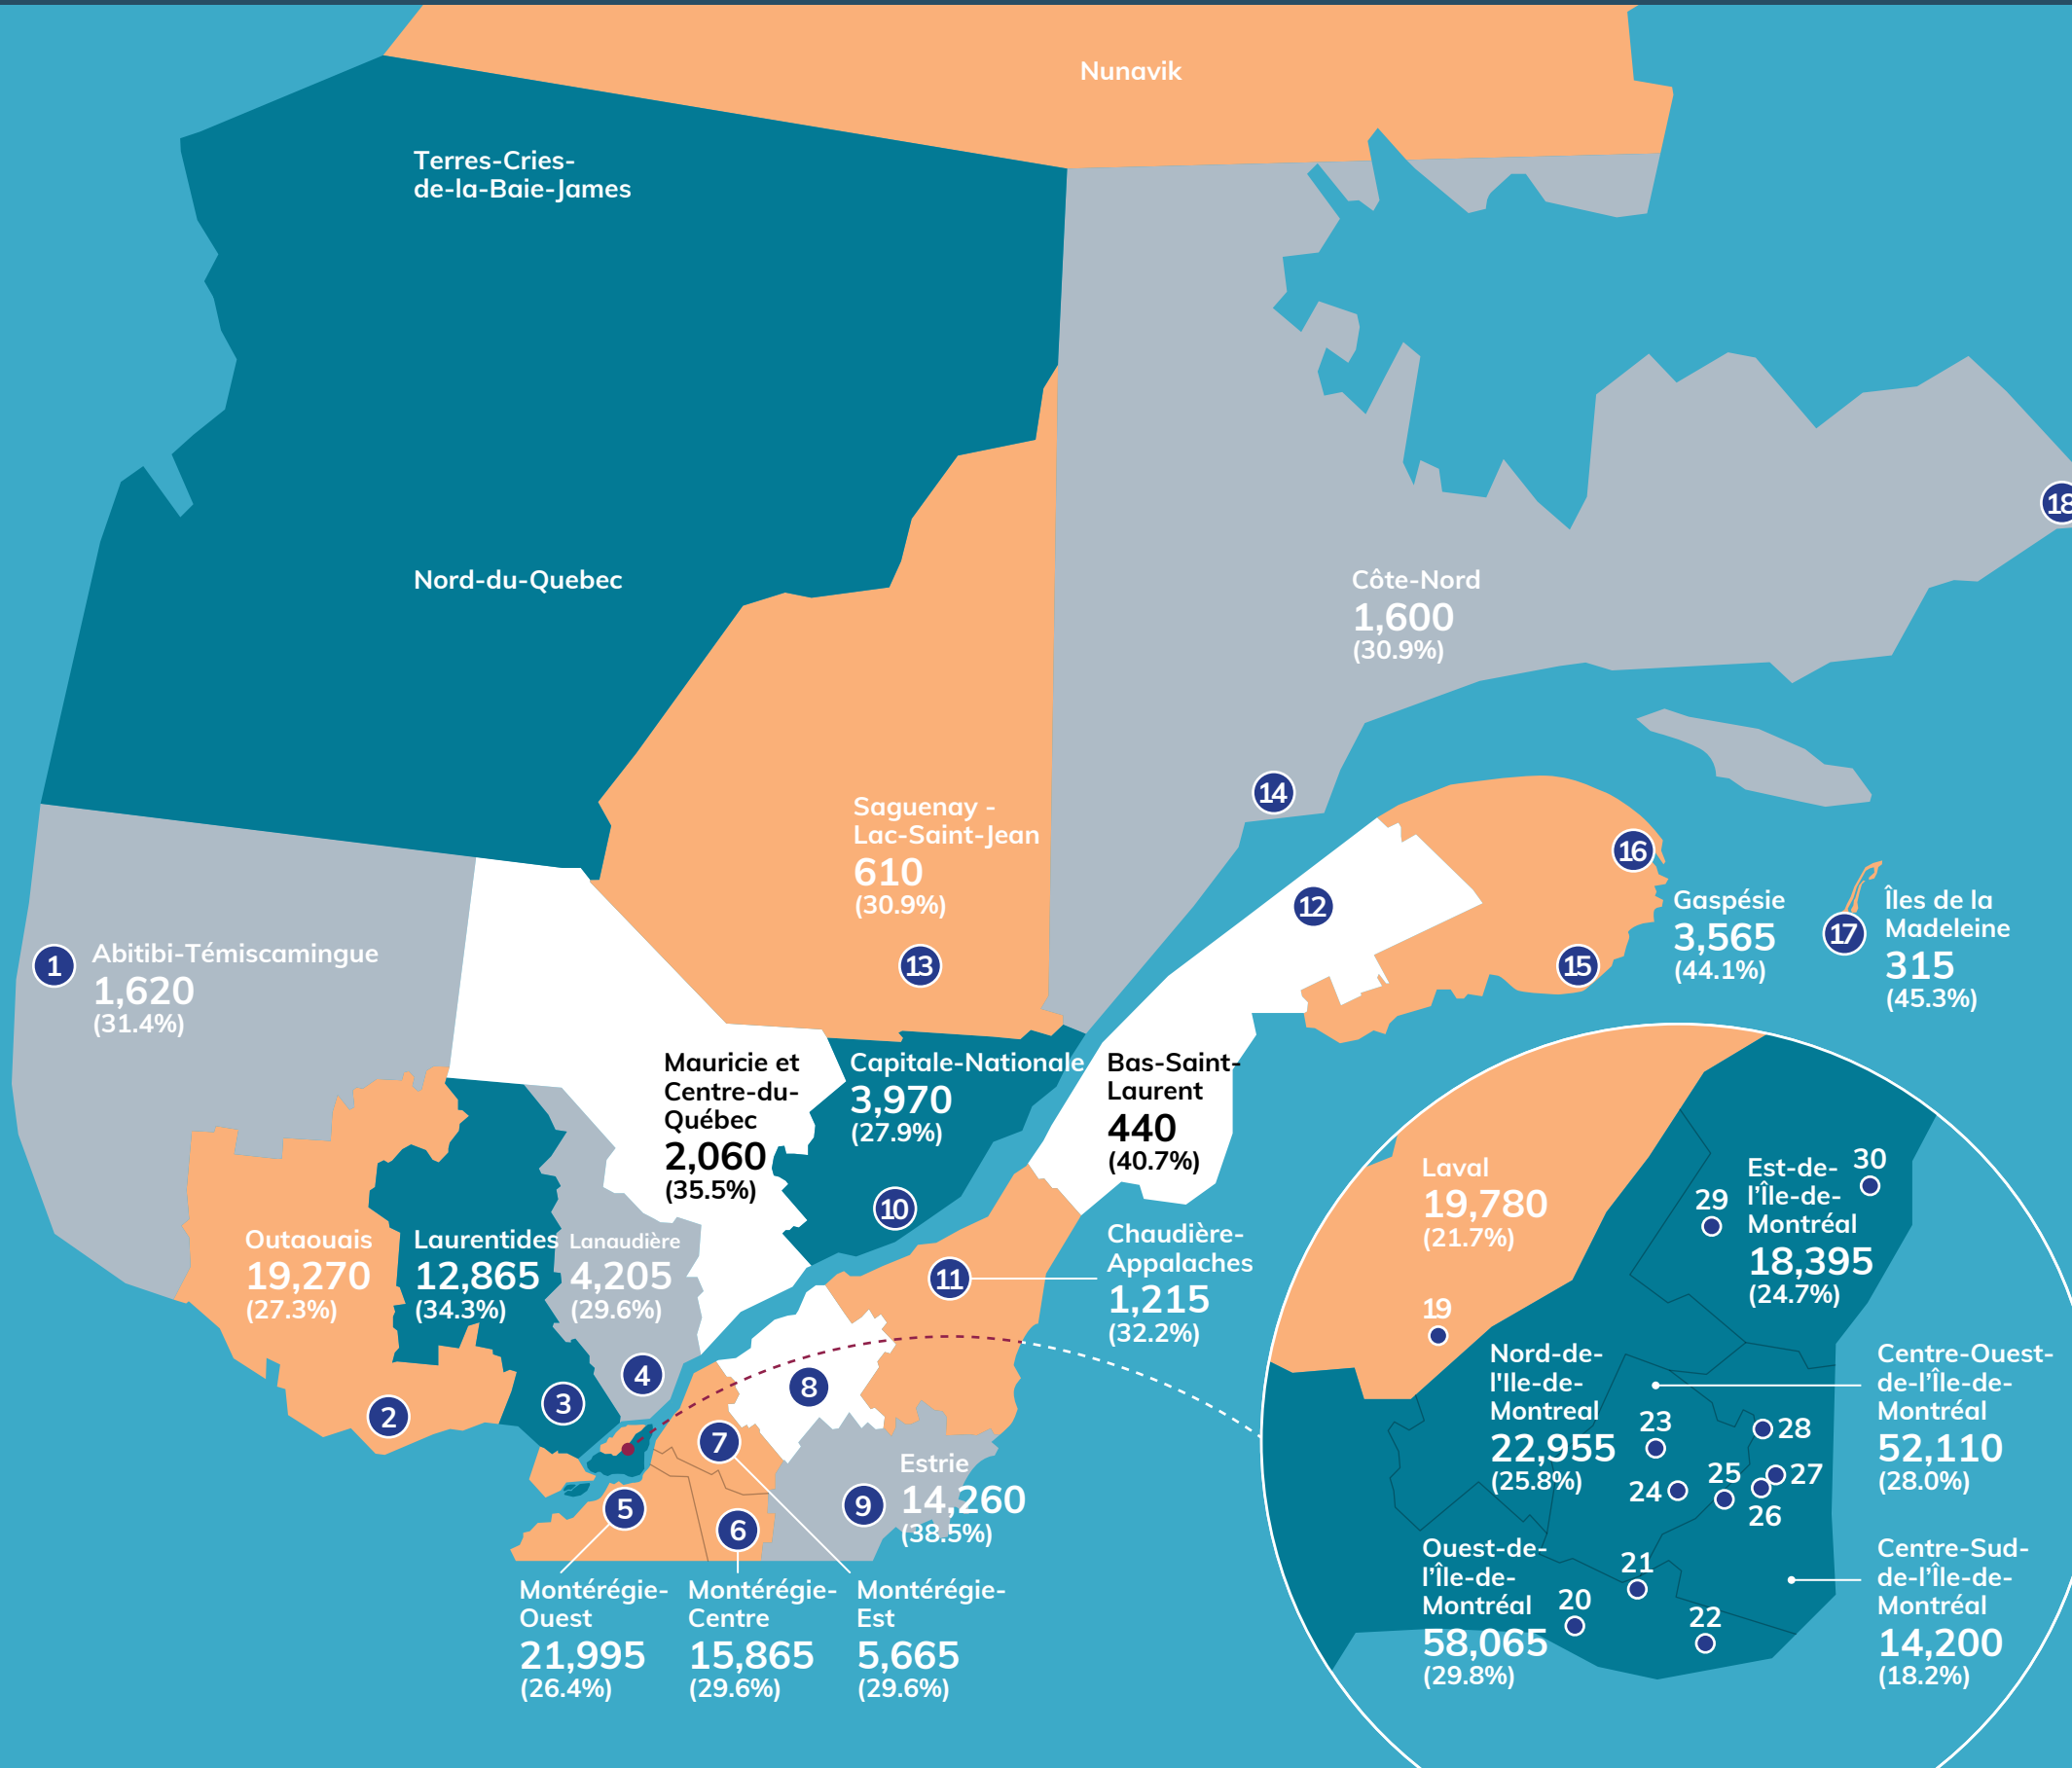 Nunavik
Terres-Cries-
de-la-Baie-James
Nord-du-Quebec
Côte-Nord
1,600
(30.9%)
18
14
Saguenay -
Lac-Saint-Jean
610
(30.9%)
13
12
16
15
Gaspésie
3,565
(44.1%)
17
Îles de la
Madeleine
315
(45.3%)
1
Abitibi-Témiscamingue
1,620
(31.4%)
Mauricie et
Centre-du-
Québec
2,060
(35.5%)
Capitale-Nationale
3,970
(27.9%)
10
Bas-Saint-
Laurent
440
(40.7%)
Outaouais
19,270
(27.3%)
2
Laurentides
12,865
(34.3%)
3
Lanaudière
4,205
(29.6%)
4
11
Chaudière-
Appalaches
1,215
(32.2%)
8
7
9
Estrie
14,260
(38.5%)
5
6
Montérégie-
Ouest
21,995
(26.4%)
Montérégie-
Centre
15,865
(29.6%)
Montérégie-
Est
5,665
(29.6%)
Laval
19,780
(21.7%)
19
29
Est-de-
l’Île-de-
Montréal
18,395
(24.7%)
30
Nord-de-
l'Ile-de-
Montreal
22,955
(25.8%)
23
24
25
28
27
26
Centre-Ouest-
de-l’Île-de-
Montréal
52,110
(28.0%)
Ouest-de-
l’Île-de-
Montréal
58,065
(29.8%)
20
21
22
Centre-Sud-
de-l’Île-de-
Montréal
14,200
(18.2%)